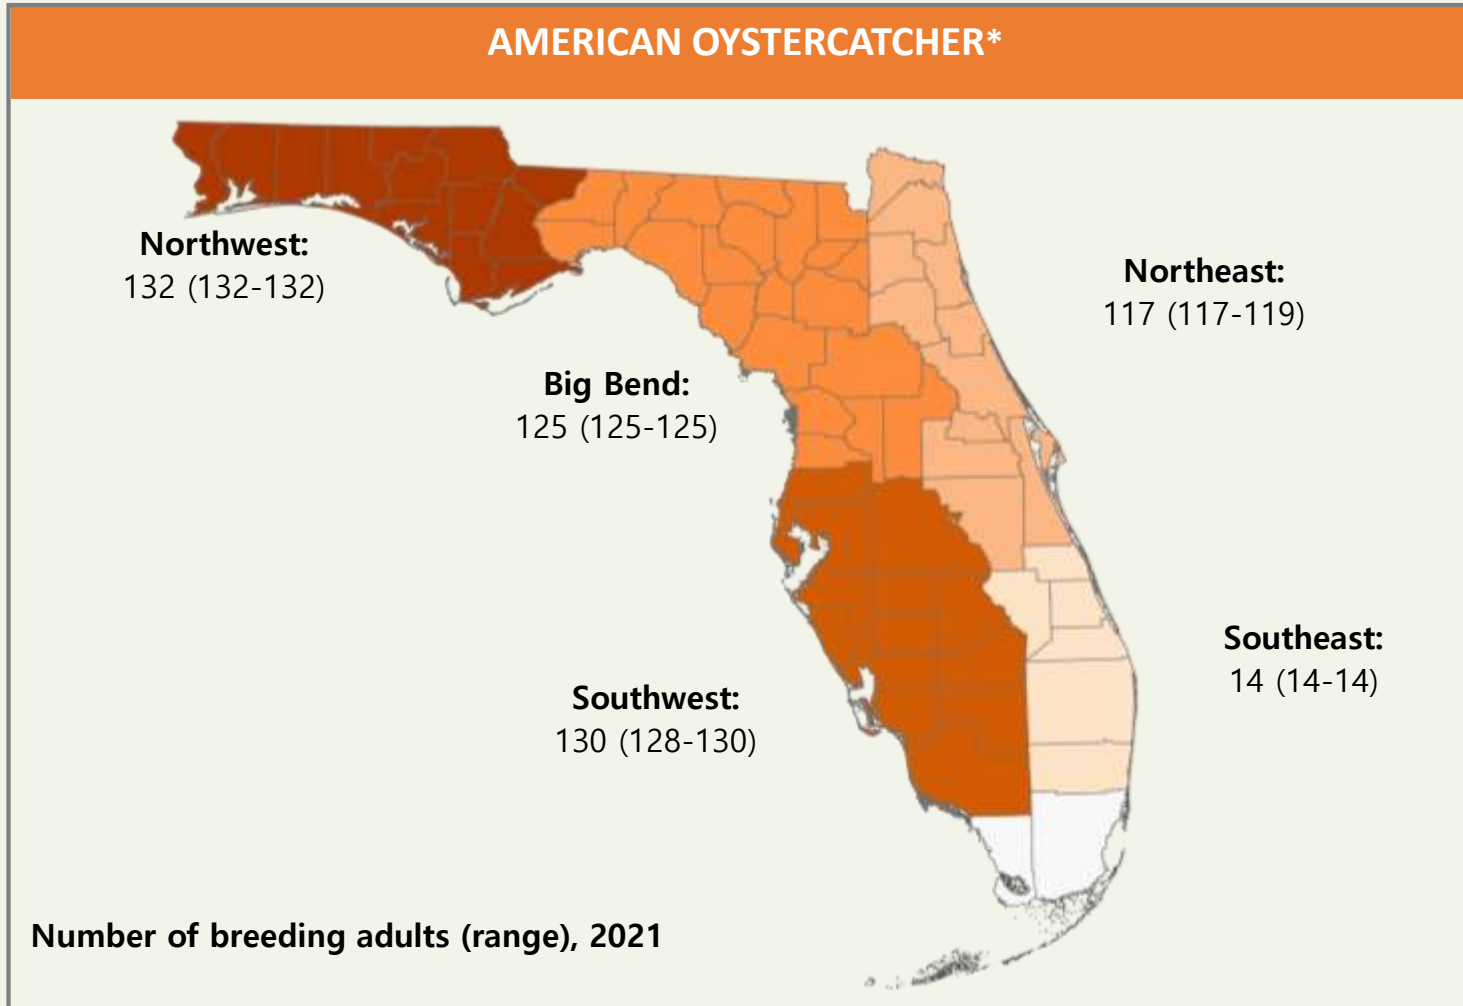 AMERICAN OYSTERCATCHER*
Northwest:
132 (132-132)
Northeast:
117 (117-119)
Big Bend:
125 (125-125)
Southeast:
14 (14-14)
Southwest:
130 (128-130)
Number of breeding adults (range), 2021